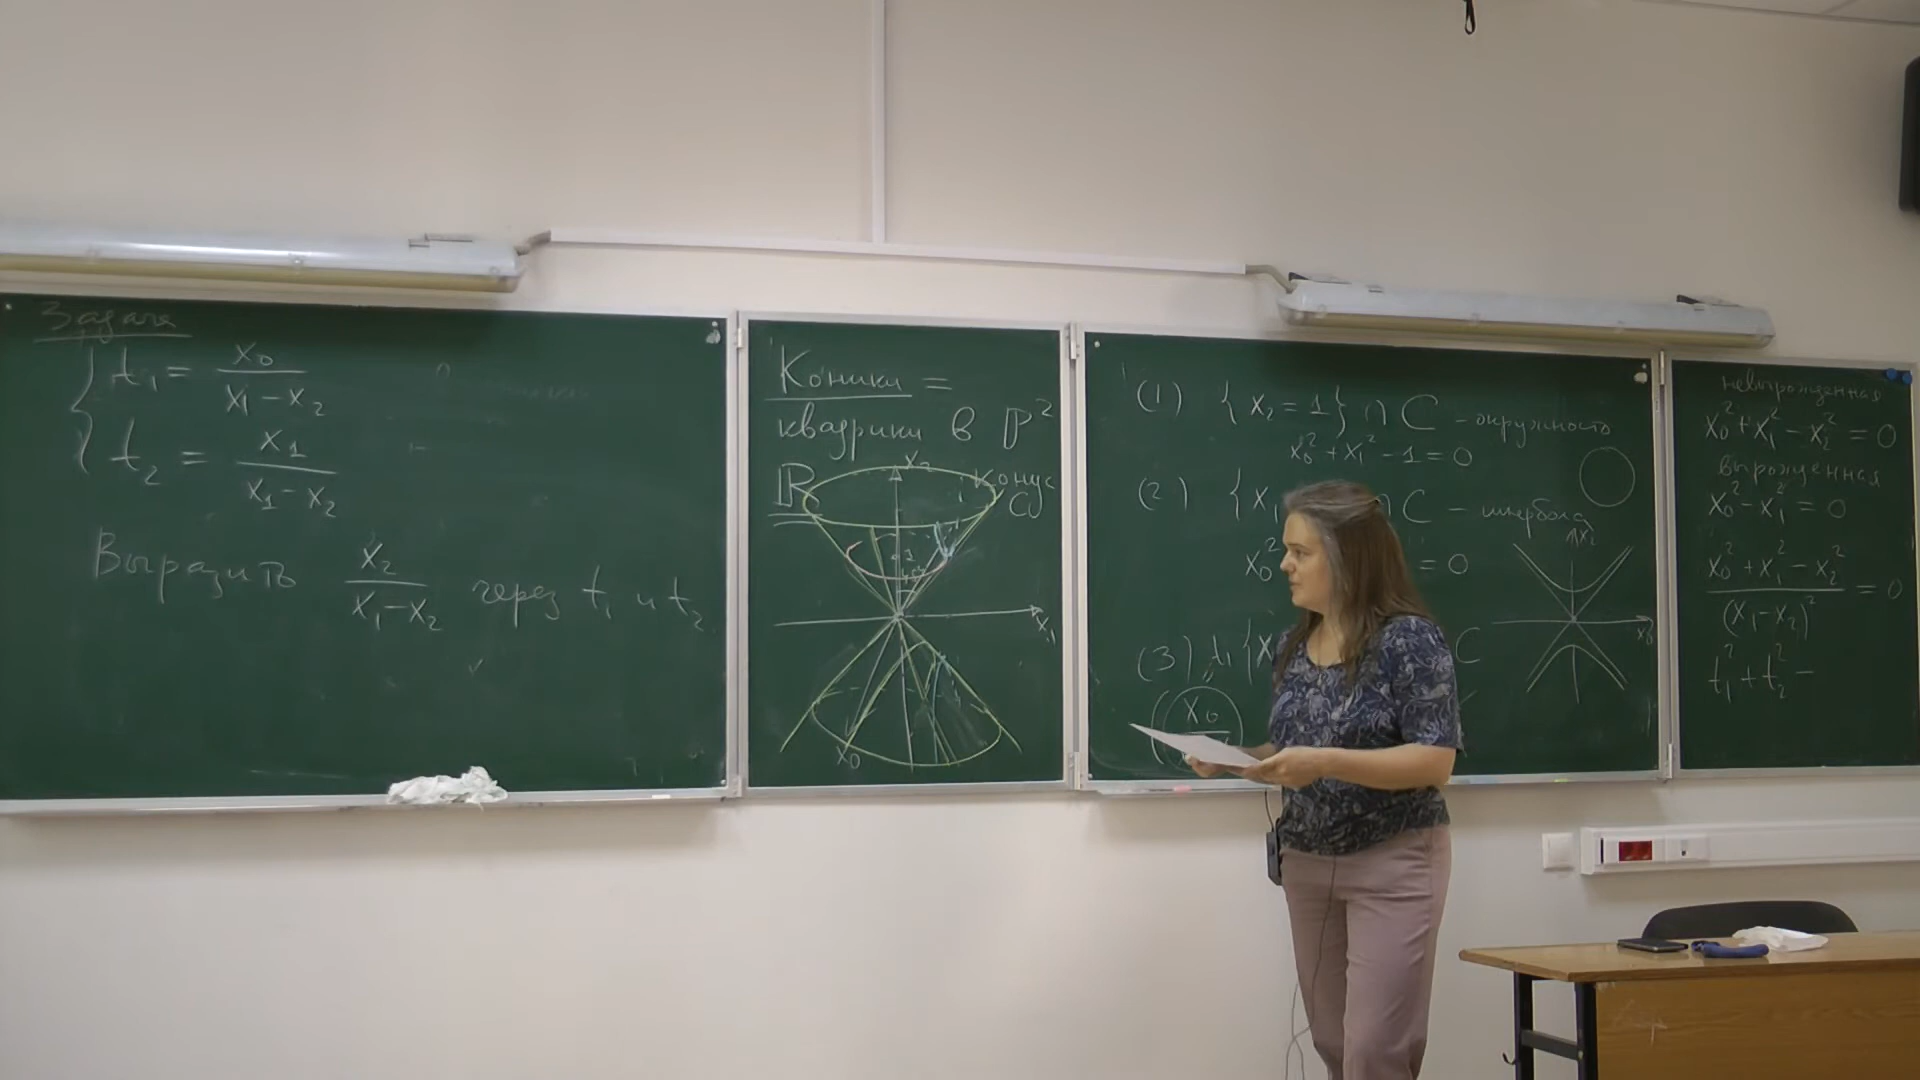 Задача
t₁ = x₀ / (x₁ − x₂)
t₂ = x₁ / (x₁ − x₂)
Выразить x₂ / (x₁ − x₂) через t₁ и t₂
Коники =
квадрики в ℙ²
ℝ
конус
C
x₁
x₀
(1) {x₂ = 1} ∩ C – окружность
x₀² + x₁² − 1 = 0
(2) {x₁ ∩ C – гипербола
x₀² = 0
x₂
x₀
(3) t₁ {x C
x₀
невырожденная
x₀² + x₁² − x₂² = 0
вырожденная
x₀² − x₁² = 0
(x₀² + x₁² − x₂²) / (x₁ − x₂)² = 0
t₁² + t₂² −